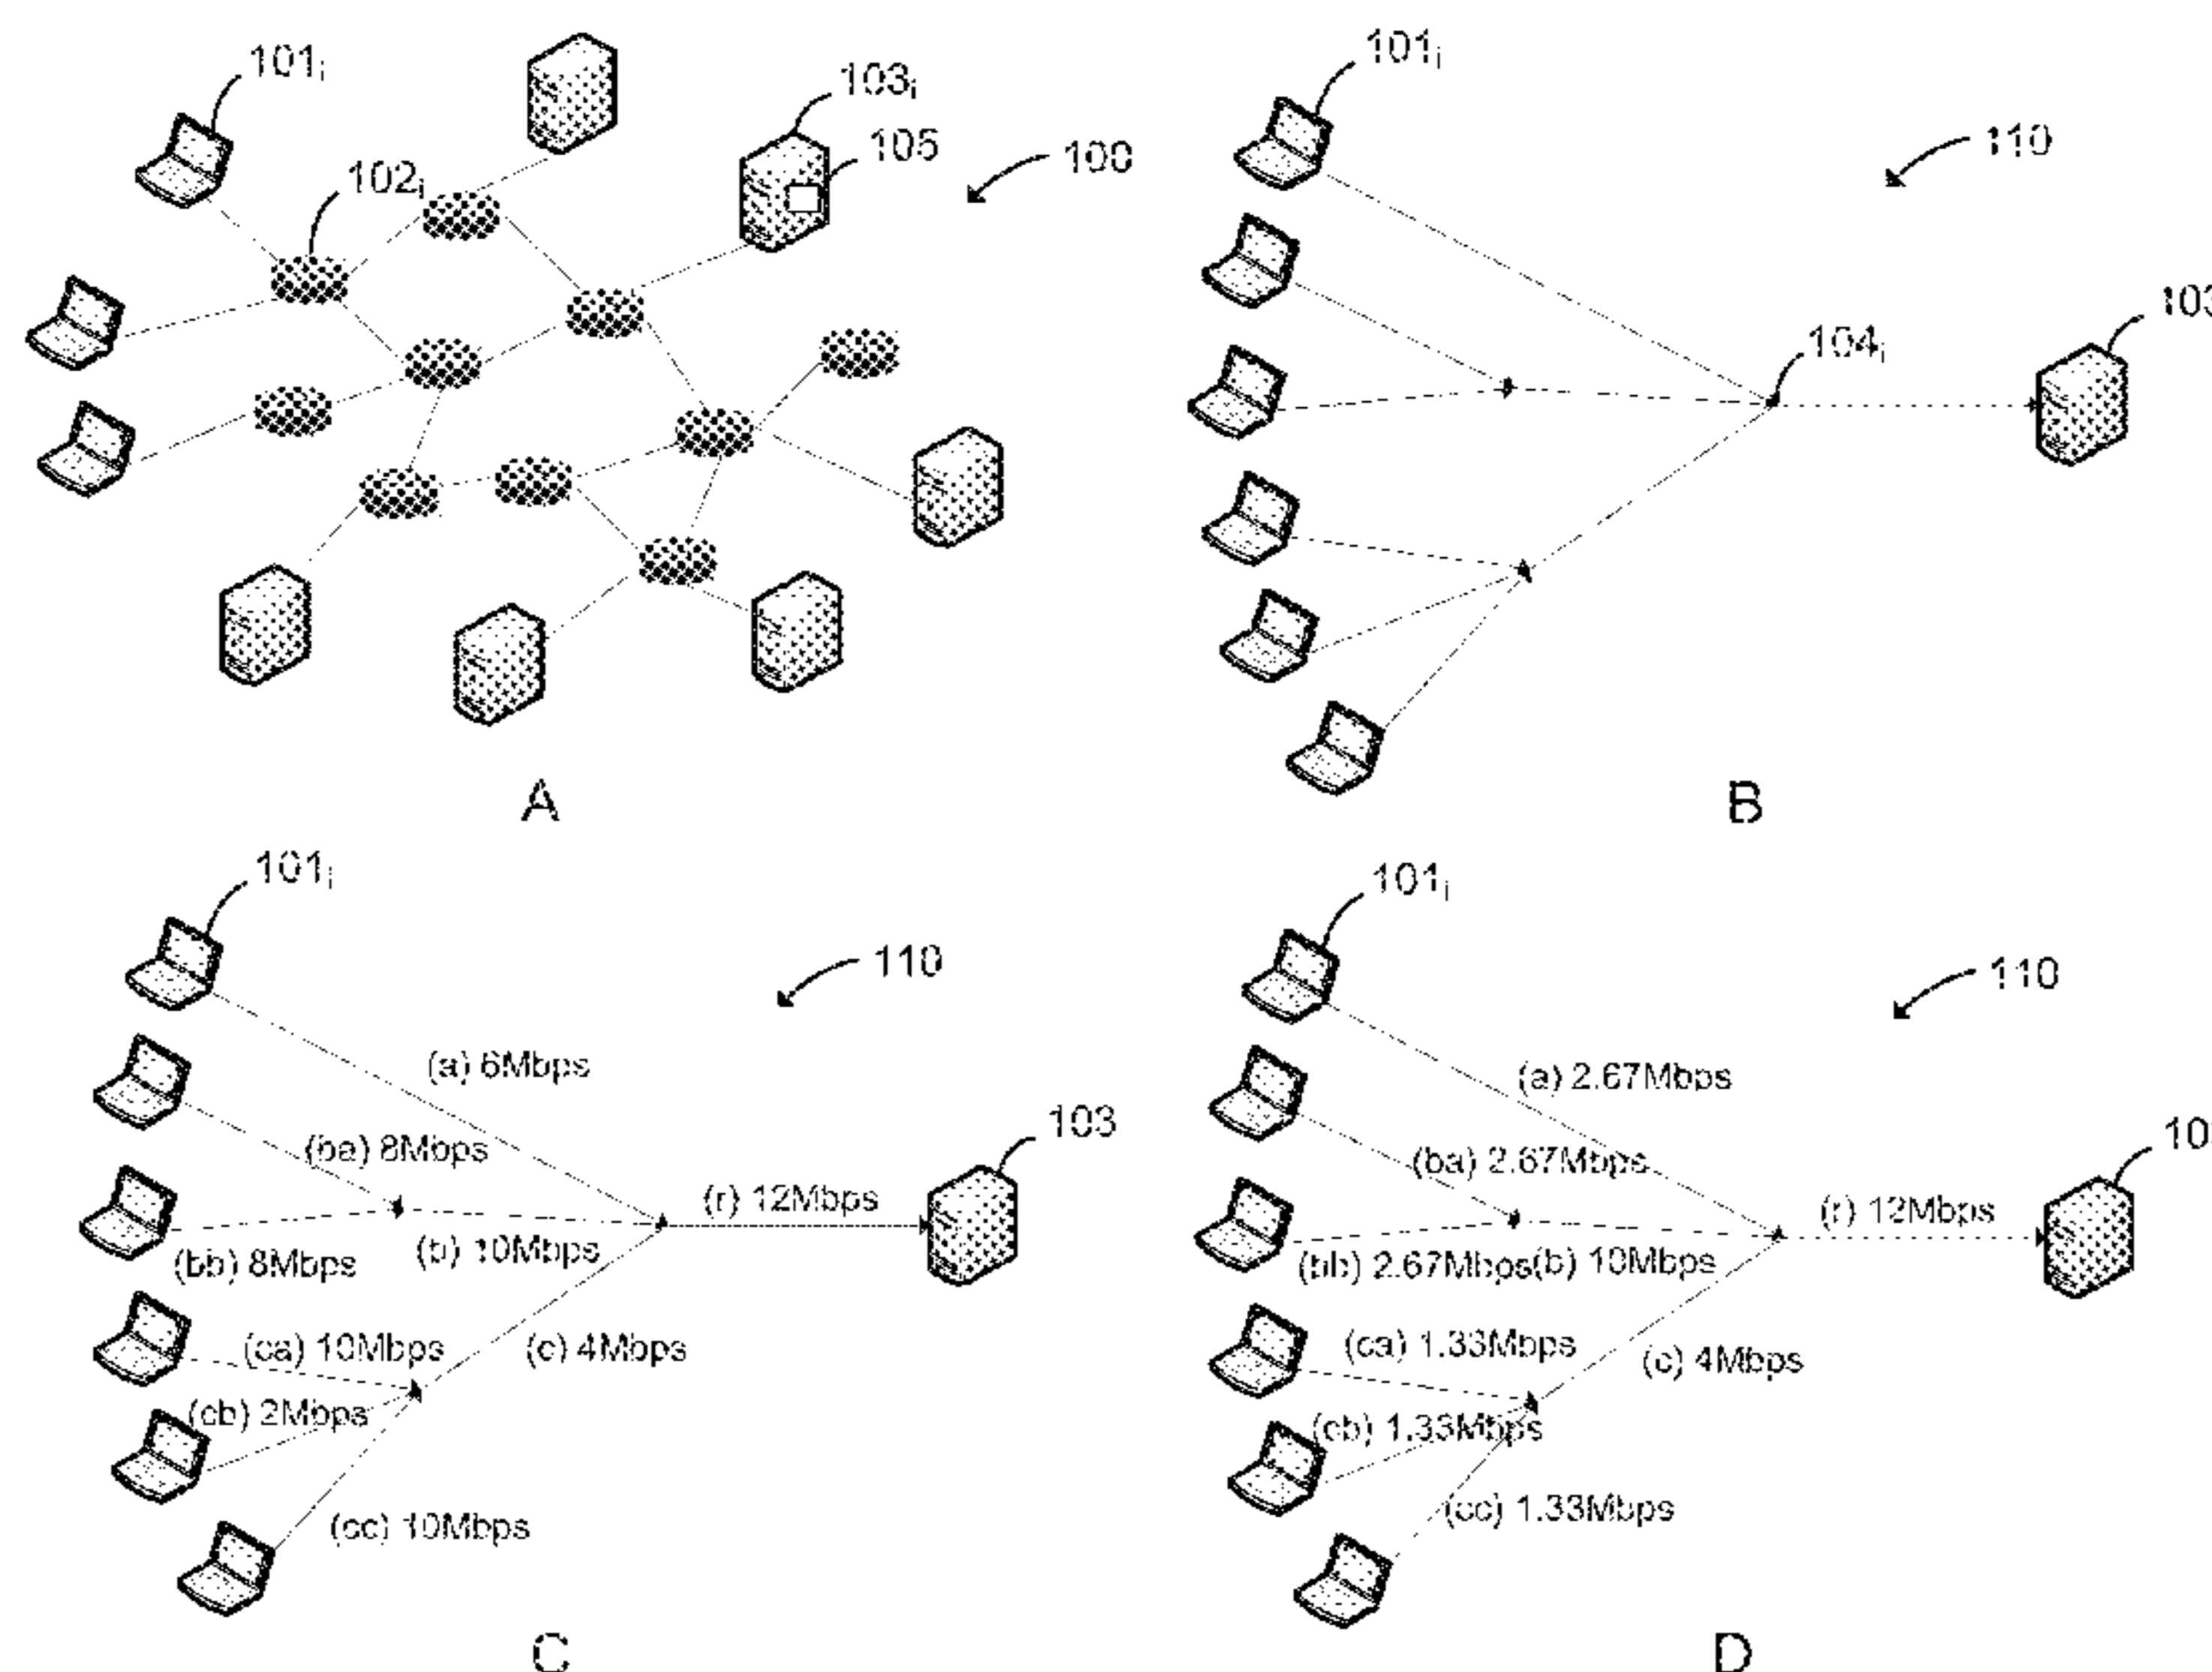 101i
103i
105
100
102i
A
101i
110
103
104i
B
101i
110
(a) 6Mbps
103
(ba) 8Mbps
(r) 12Mbps
(bb) 8Mbps
(b) 10Mbps
(ca) 10Mbps
(c) 4Mbps
(cb) 2Mbps
(cc) 10Mbps
C
101i
110
(a) 2.67Mbps
10
(ba) 2.67Mbps
(r) 12Mbps
(bb) 2.67Mbps
(b) 10Mbps
(ca) 1.33Mbps
(c) 4Mbps
(cb) 1.33Mbps
(cc) 1.33Mbps
D